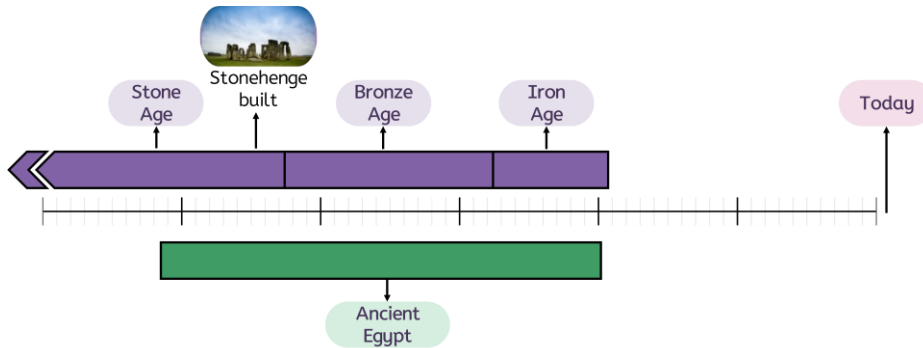 Stone
Age
Stonehenge
built
Bronze
Age
Iron
Age
Today
Ancient
Egypt